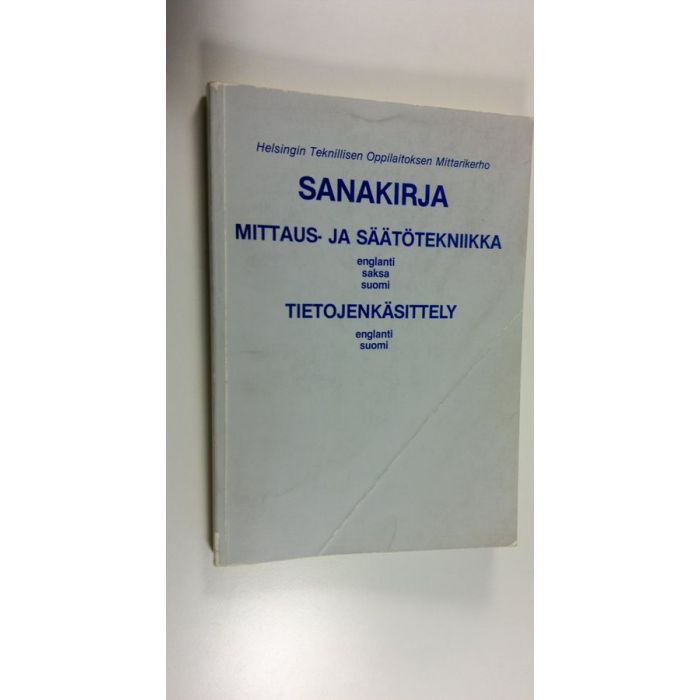 Helsingin Teknillisen Oppilaitoksen Mittarikerho
SANAKIRJA
MITTAUS- JA SÄÄTÖTEKNIIKKA
englanti
saksa
suomi
TIETOJENKÄSITTELY
englanti
suomi